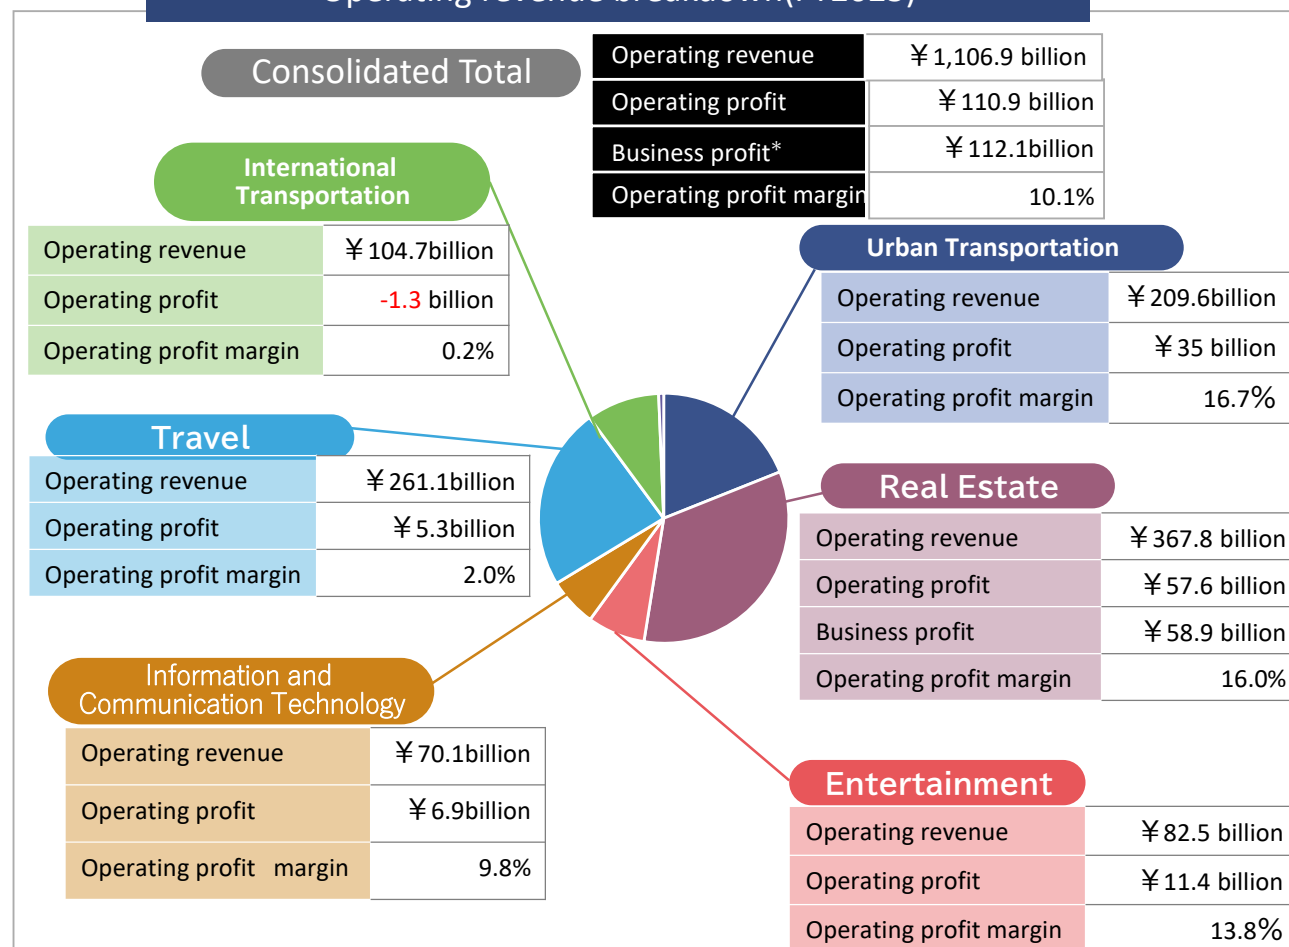 Operating revenue breakdown(FY2025)
Consolidated Total
Operating revenue ¥1,106.9 billion
Operating profit ¥110.9 billion
Business profit* ¥112.1billion
Operating profit margin 10.1%
International
Transportation
Operating revenue ¥104.7billion
Operating profit -1.3 billion
Operating profit margin 0.2%
Urban Transportation
Operating revenue ¥209.6billion
Operating profit ¥35 billion
Operating profit margin 16.7%
Travel
Operating revenue ¥261.1billion
Operating profit ¥5.3billion
Operating profit margin 2.0%
Real Estate
Operating revenue ¥367.8 billion
Operating profit ¥57.6 billion
Business profit ¥58.9 billion
Operating profit margin 16.0%
Information and
Communication Technology
Operating revenue ¥70.1billion
Operating profit ¥6.9billion
Operating profit margin 9.8%
Entertainment
Operating revenue ¥82.5 billion
Operating profit ¥11.4 billion
Operating profit margin 13.8%